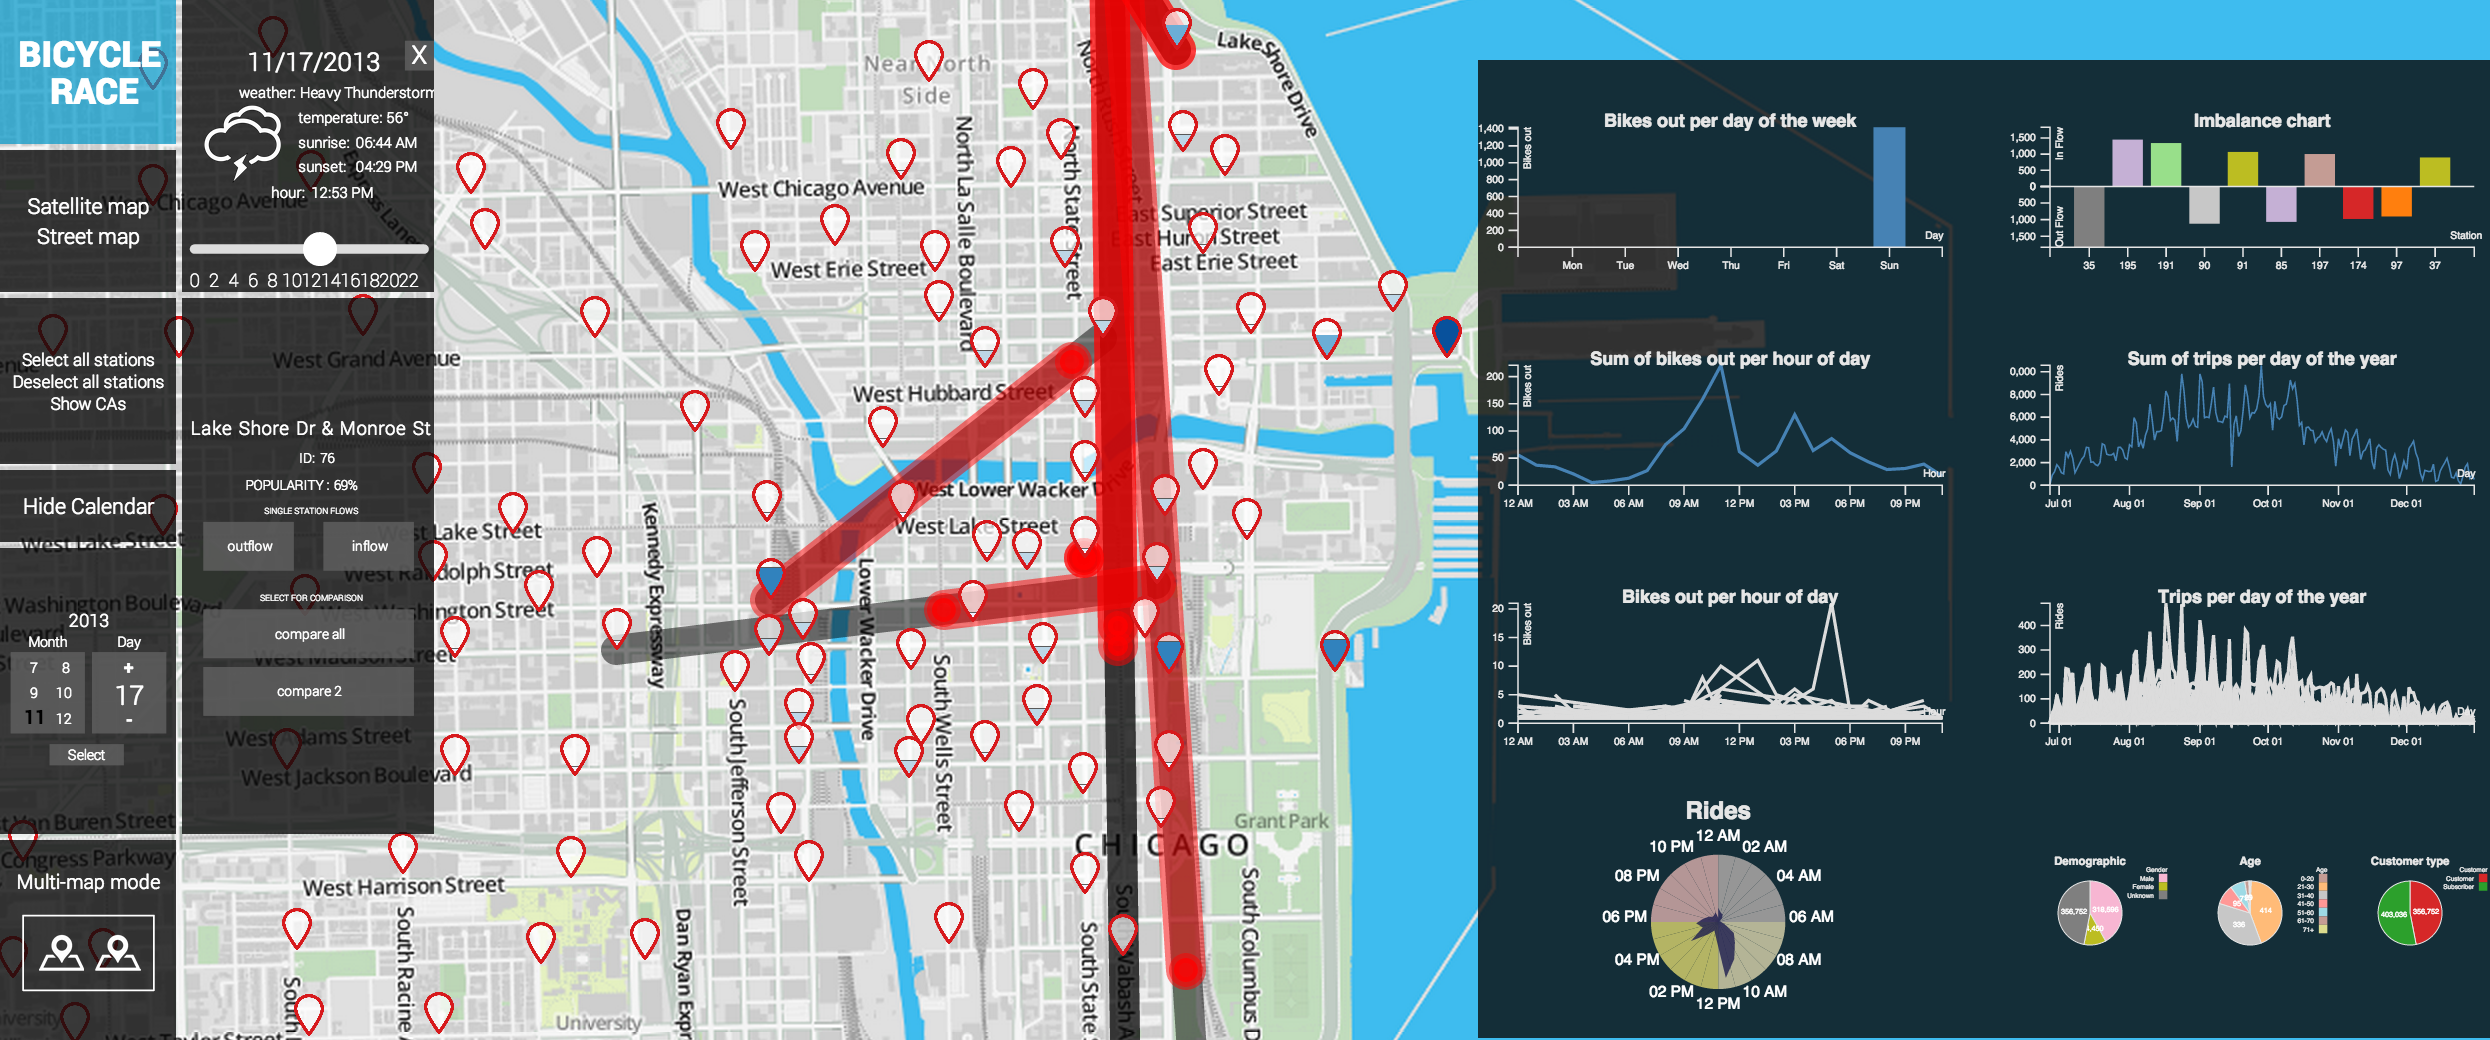 BICYCLE
RACE
Satellite map
Street map
Select all stations
Deselect all stations
Show CAs
Hide Calendar
2013
Month Day
7 8
9 10
11 12
+
17
-
Select
Multi-map mode
11/17/2013
X
weather: Heavy Thunderstorm
temperature: 56°
sunrise: 06:44 AM
sunset: 04:29 PM
hour: 12:53 PM
0 2 4 6 8 10 12 14 16 18 20 22
Lake Shore Dr & Monroe St
ID: 76
POPULARITY : 69%
SINGLE STATION FLOWS
outflow inflow
SELECT FOR COMPARISON
compare all
compare 2
Chicago Avenue
West Grand Avenue
West Lake Street
West Lake Street
West Randolph Street
Washington Boulevard
West Washington Street
West Madison Street
West Adams Street
West Jackson Boulevard
t Van Buren Street
Congress Parkway
West Harrison Street
West Taylor Street
Near North
Side
Lake Shore Drive
West Chicago Avenue
North La Salle Boulevard
North State Street
East Superior Street
East Huron Street
East Erie Street
West Erie Street
West Hubbard Street
West Lower Wacker Drive
West Lake Street
Kennedy Expressway
Lower Wacker Drive
South Wells Street
South Jefferson Street
CHICAGO
Grant Park
South Racine A
Dan Ryan Expr
University
South State S
South Wabash A
South Columbus D
Bikes out per day of the week
Bikes out
1,400
1,200
1,000
800
600
400
200
0
Day
Mon Tue Wed Thu Fri Sat Sun
Imbalance chart
In Flow
Out Flow
1,500
1,000
500
0
500
1,000
1,500
Station
35 195 191 90 91 85 197 174 97 37
Sum of bikes out per hour of day
Bikes out
200
150
100
50
0
Hour
12 AM 03 AM 06 AM 09 AM 12 PM 03 PM 06 PM 09 PM
Sum of trips per day of the year
Rides
0,000
8,000
6,000
4,000
2,000
0
Day
Jul 01 Aug 01 Sep 01 Oct 01 Nov 01 Dec 01
Bikes out per hour of day
Bikes out
20
15
10
5
0
Hour
12 AM 03 AM 06 AM 09 AM 12 PM 03 PM 06 PM 09 PM
Trips per day of the year
Rides
400
300
200
100
0
Day
Jul 01 Aug 01 Sep 01 Oct 01 Nov 01 Dec 01
Rides
12 AM
10 PM 02 AM
08 PM 04 AM
06 PM 06 AM
04 PM 08 AM
02 PM 10 AM
12 PM
Demographic
Gender
Male
Female
Unknown
356,752
Age
Age
0-20
21-30
31-40
41-50
51-60
61-70
71+
414
336
Customer type
Customer
Customer
Subscriber
403,036 356,752